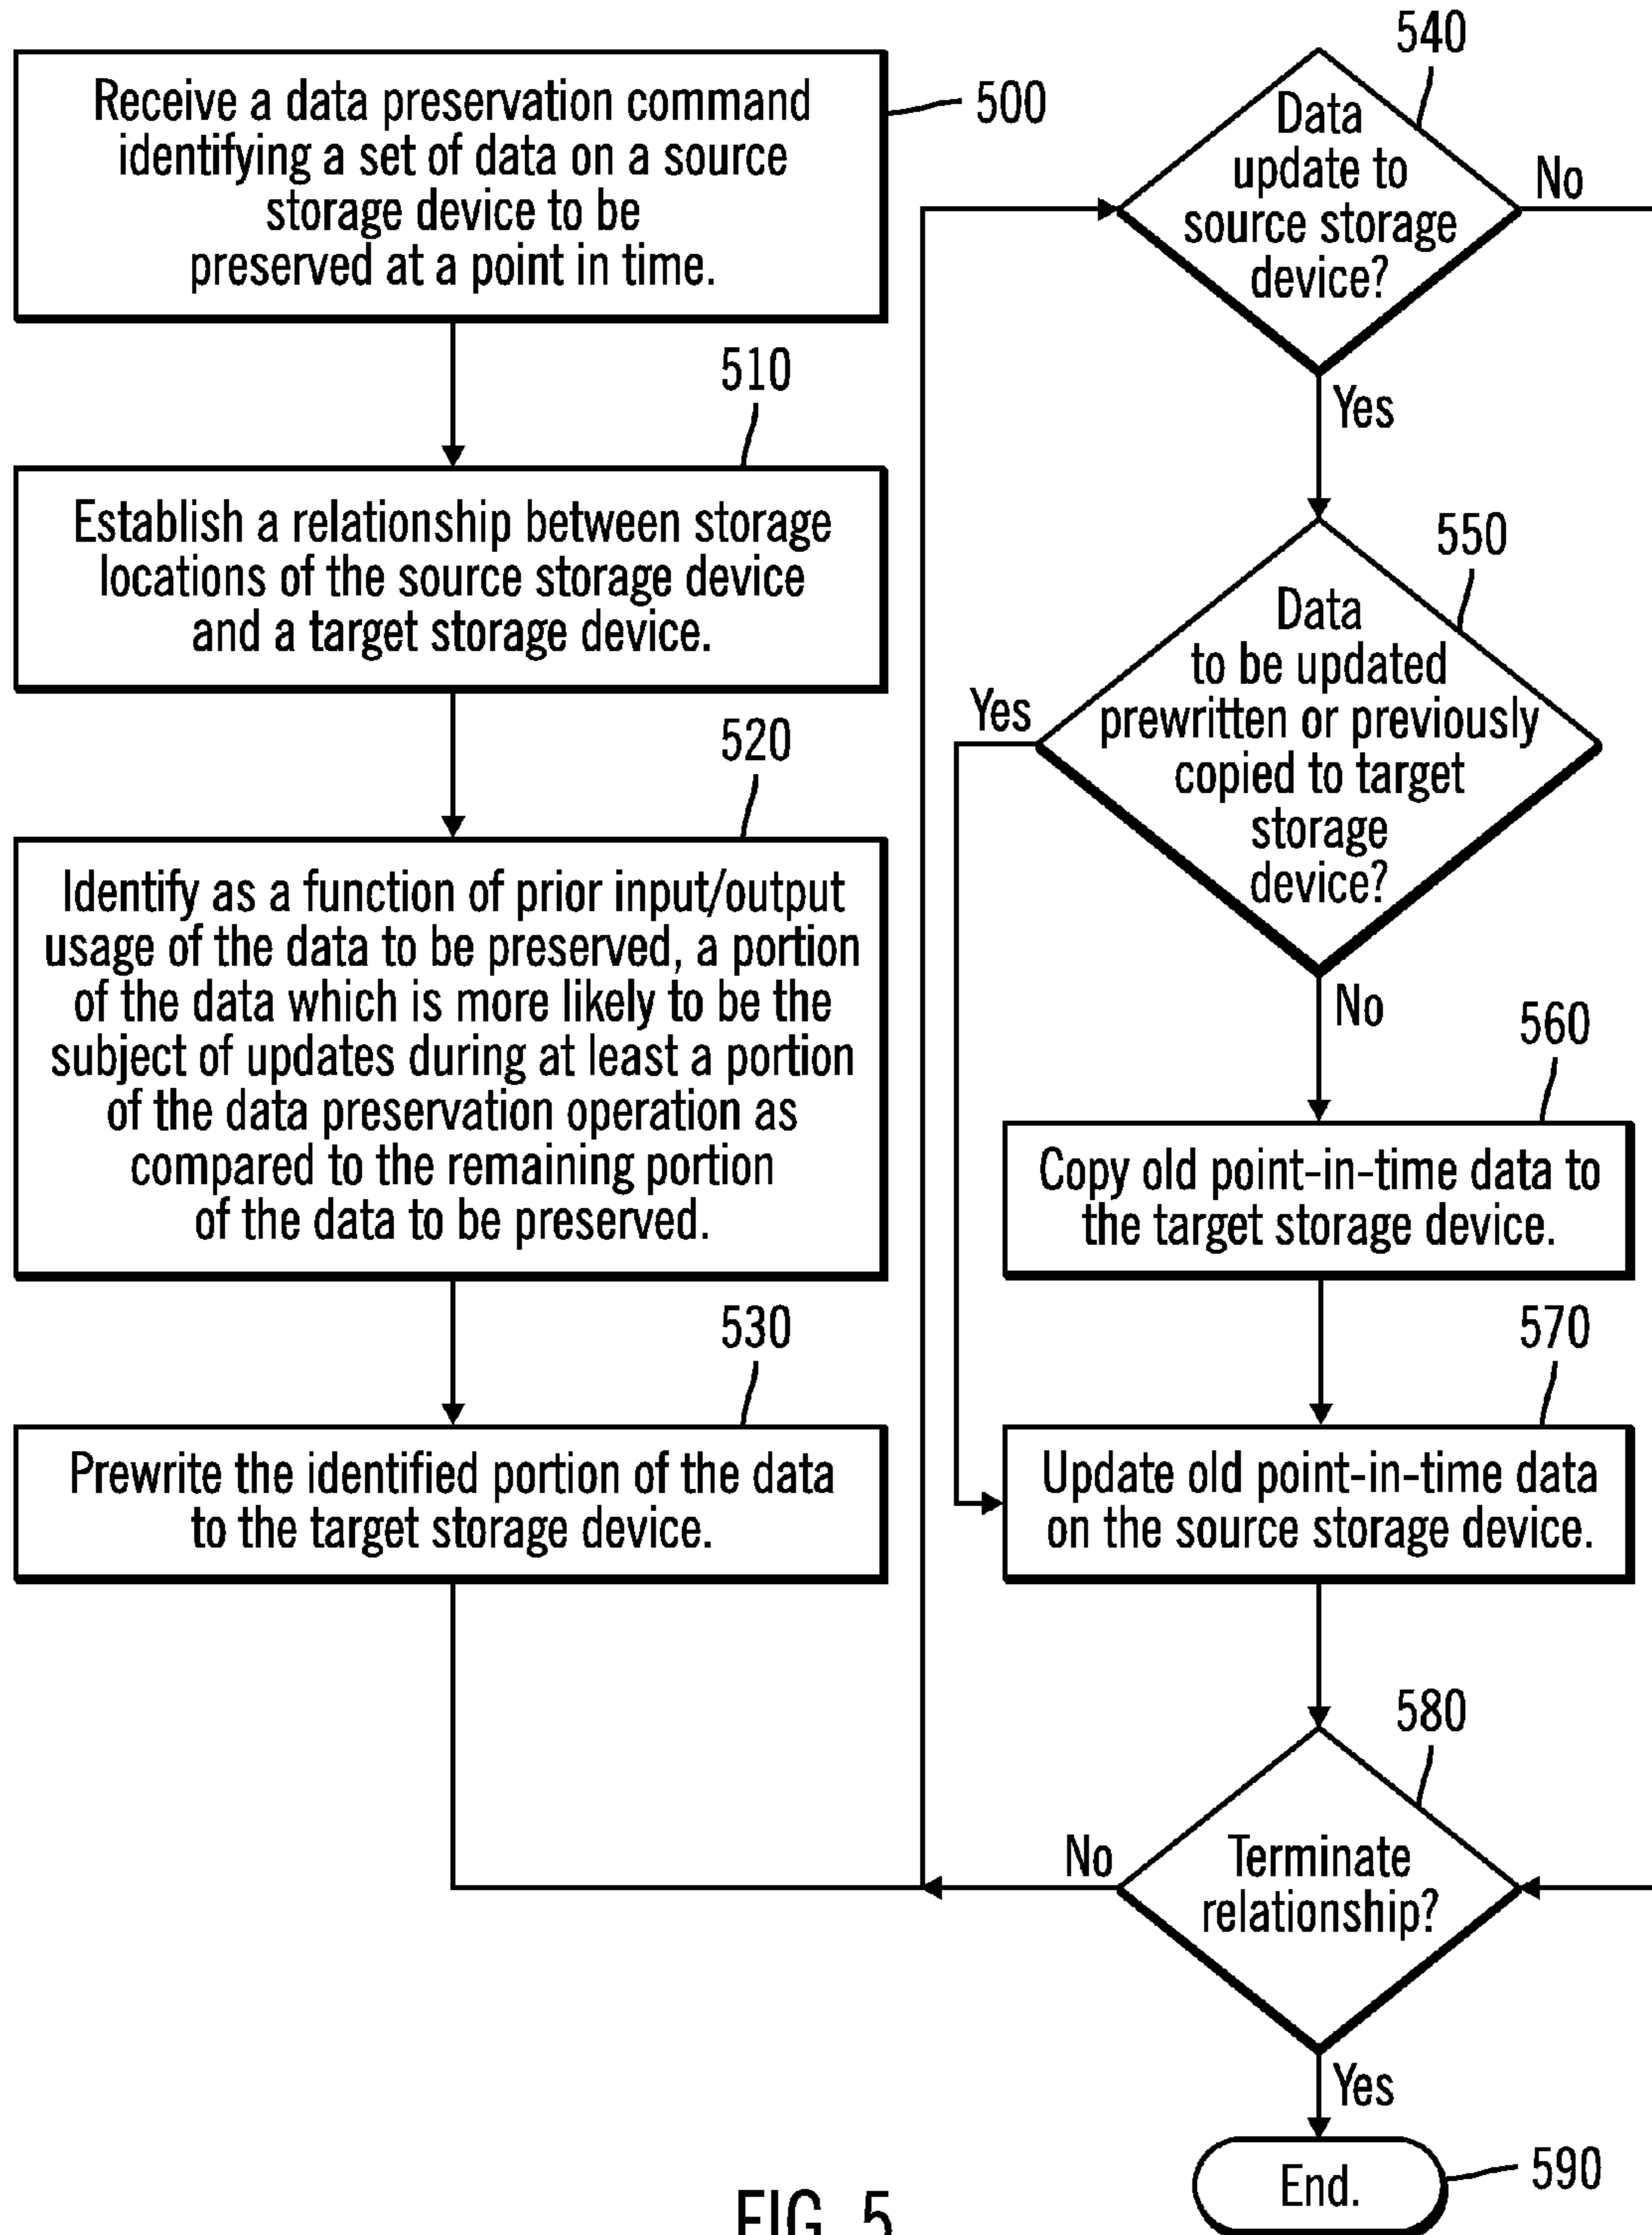 500
Receive a data preservation command
identifying a set of data on a source
storage device to be
preserved at a point in time.
510
Establish a relationship between storage
locations of the source storage device
and a target storage device.
520
Identify as a function of prior input/output
usage of the data to be preserved, a portion
of the data which is more likely to be the
subject of updates during at least a portion
of the data preservation operation as
compared to the remaining portion
of the data to be preserved.
530
Prewrite the identified portion of the data
to the target storage device.
540
Data
update to
source storage
device?
No
Yes
550
Data
to be updated
prewritten or previously
copied to target
storage
device?
Yes
No
560
Copy old point-in-time data to
the target storage device.
570
Update old point-in-time data
on the source storage device.
580
Terminate
relationship?
No
Yes
End.
590
FIG. 5